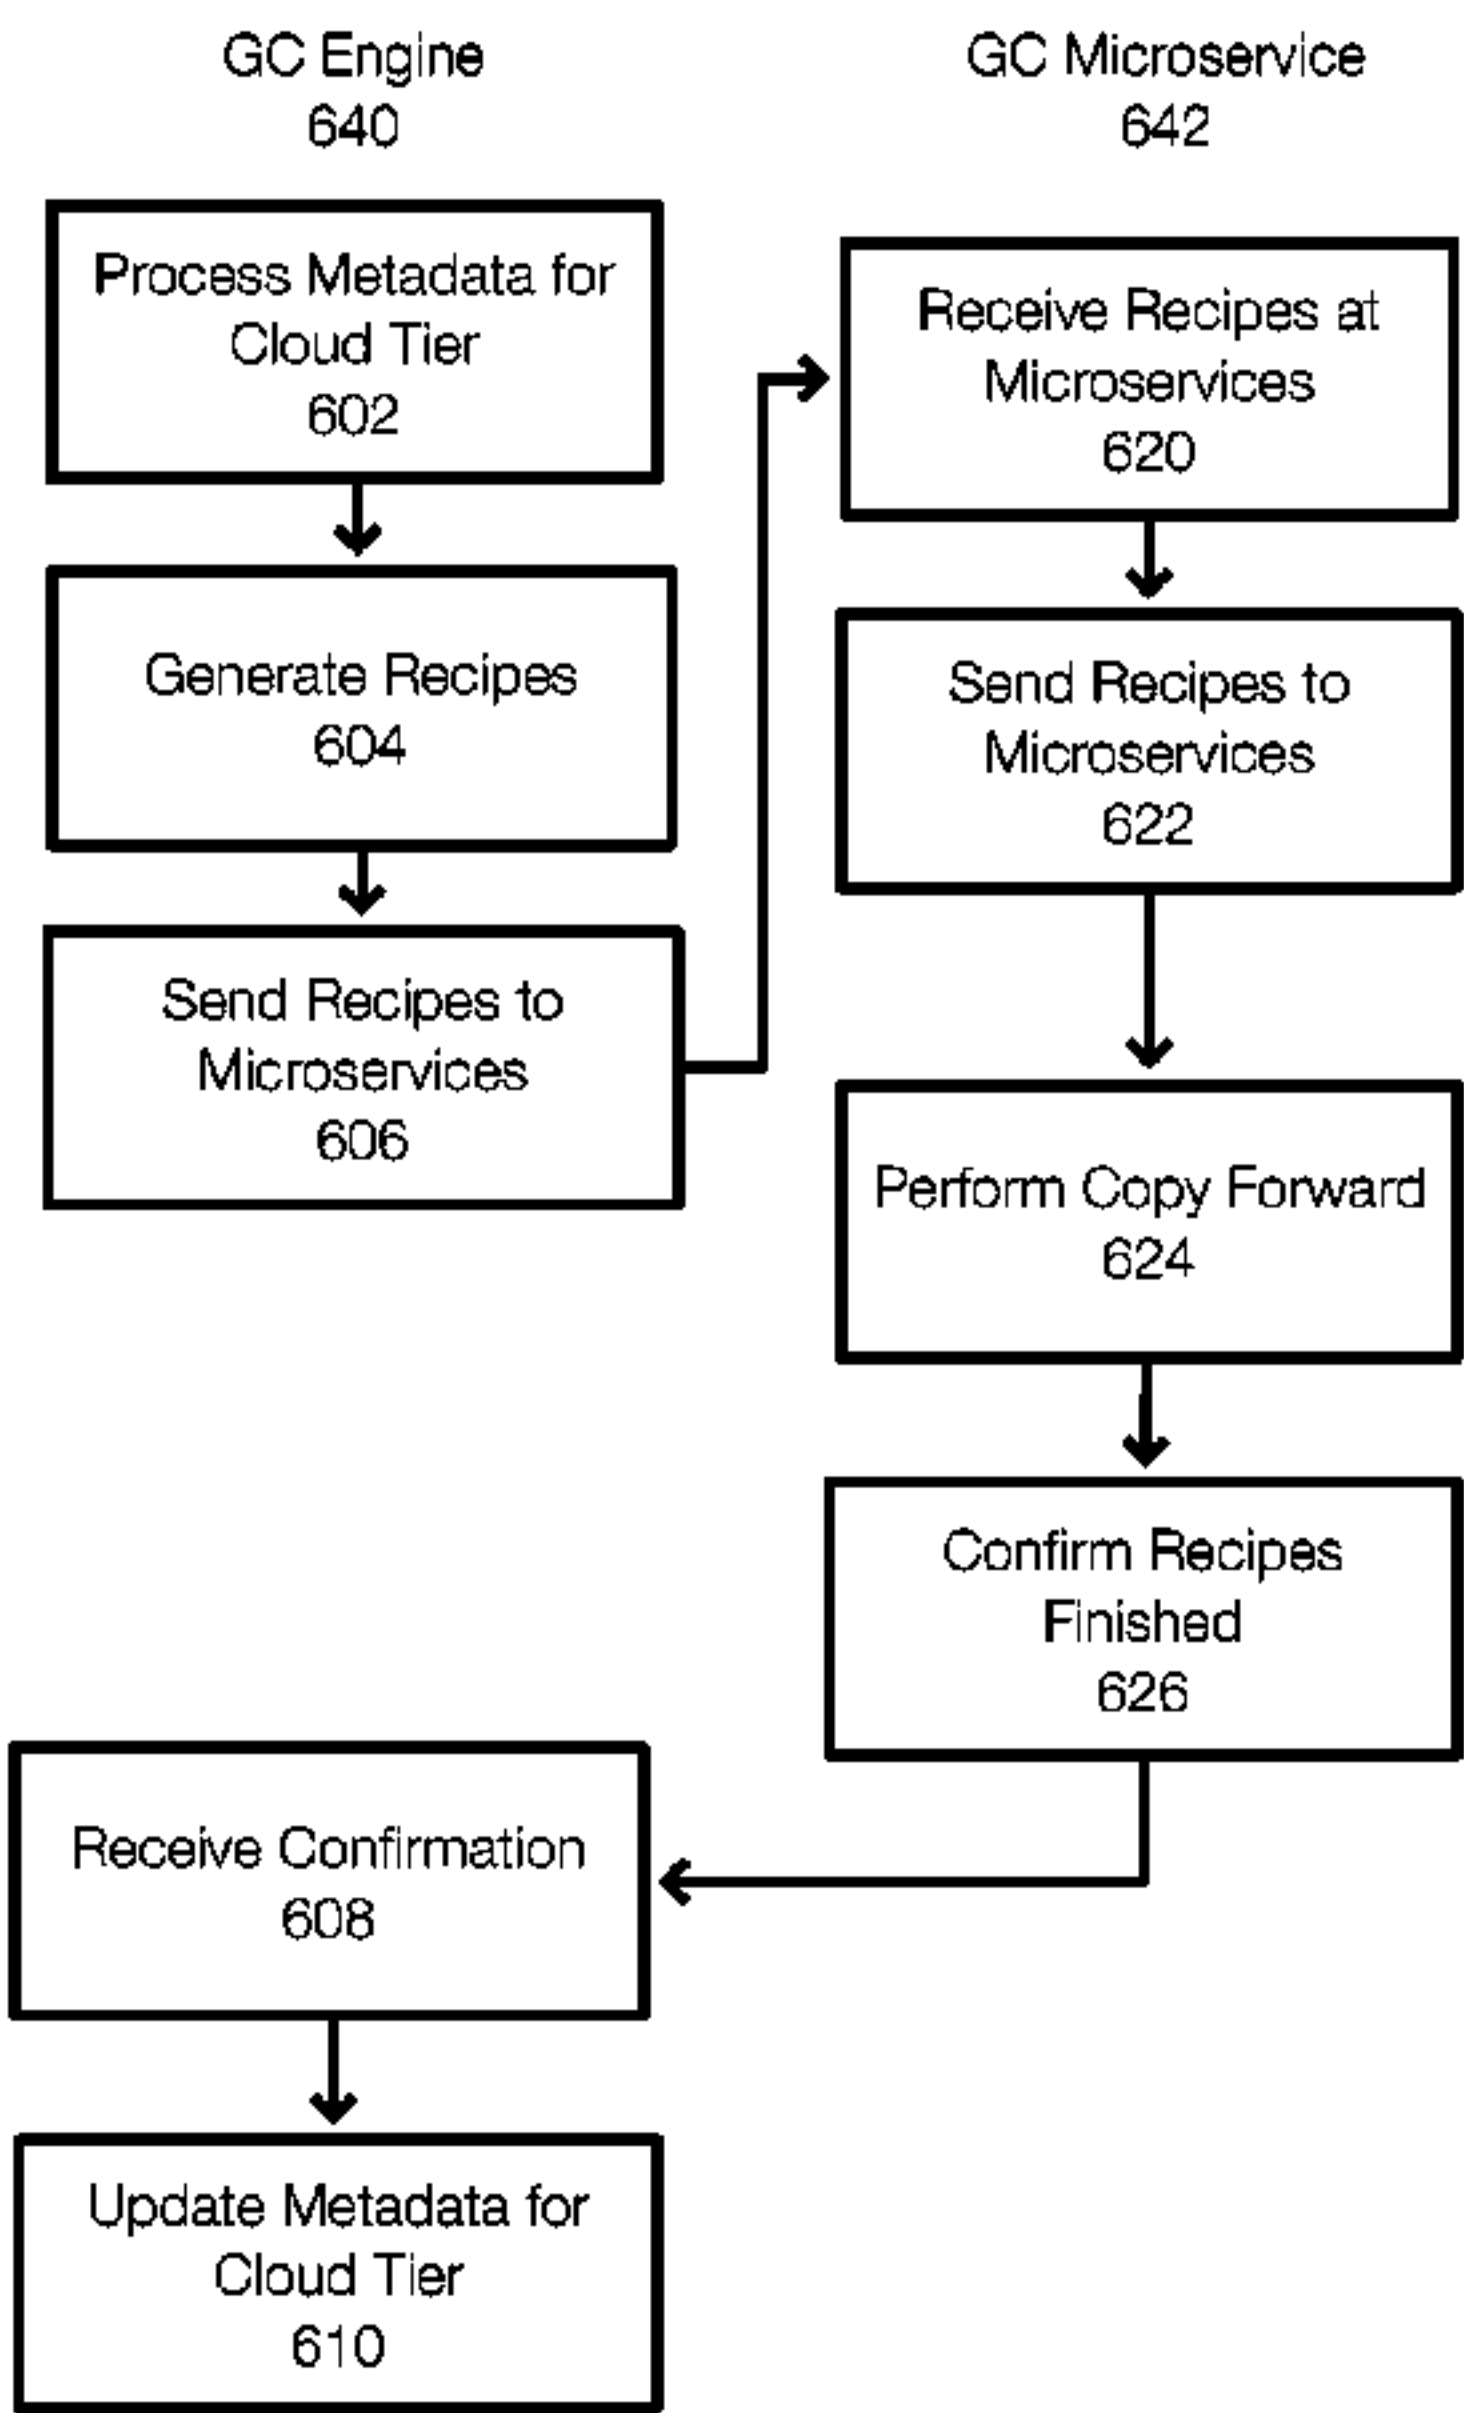 GC Engine
640
GC Microservice
642
Process Metadata for
Cloud Tier
602
Generate Recipes
604
Send Recipes to
Microservices
606
Receive Recipes at
Microservices
620
Send Recipes to
Microservices
622
Perform Copy Forward
624
Confirm Recipes
Finished
626
Receive Confirmation
608
Update Metadata for
Cloud Tier
610